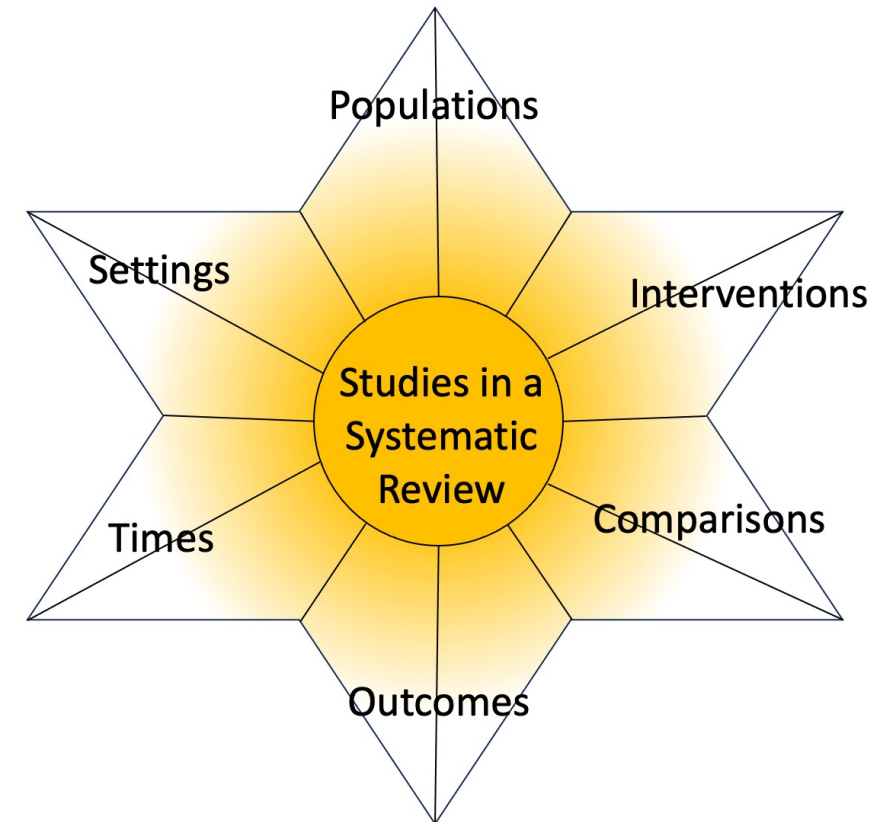 Populations
Settings
Interventions
Studies in a
Systematic
Review
Comparisons
Times
Outcomes